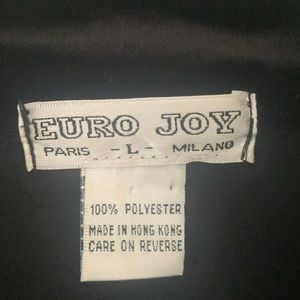 EURO JOY
PARIS -L- MILANO
100% POLYESTER
MADE IN HONG KONG
CARE ON REVERSE